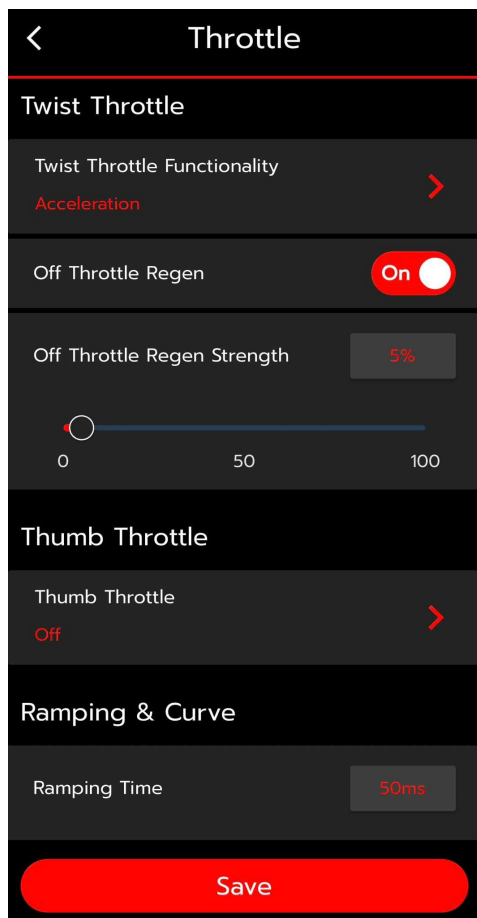 Throttle
Twist Throttle
Twist Throttle Functionality
Acceleration
Off Throttle Regen
On
Off Throttle Regen Strength
5%
0 50 100
Thumb Throttle
Thumb Throttle
Off
Ramping & Curve
Ramping Time
50ms
Save